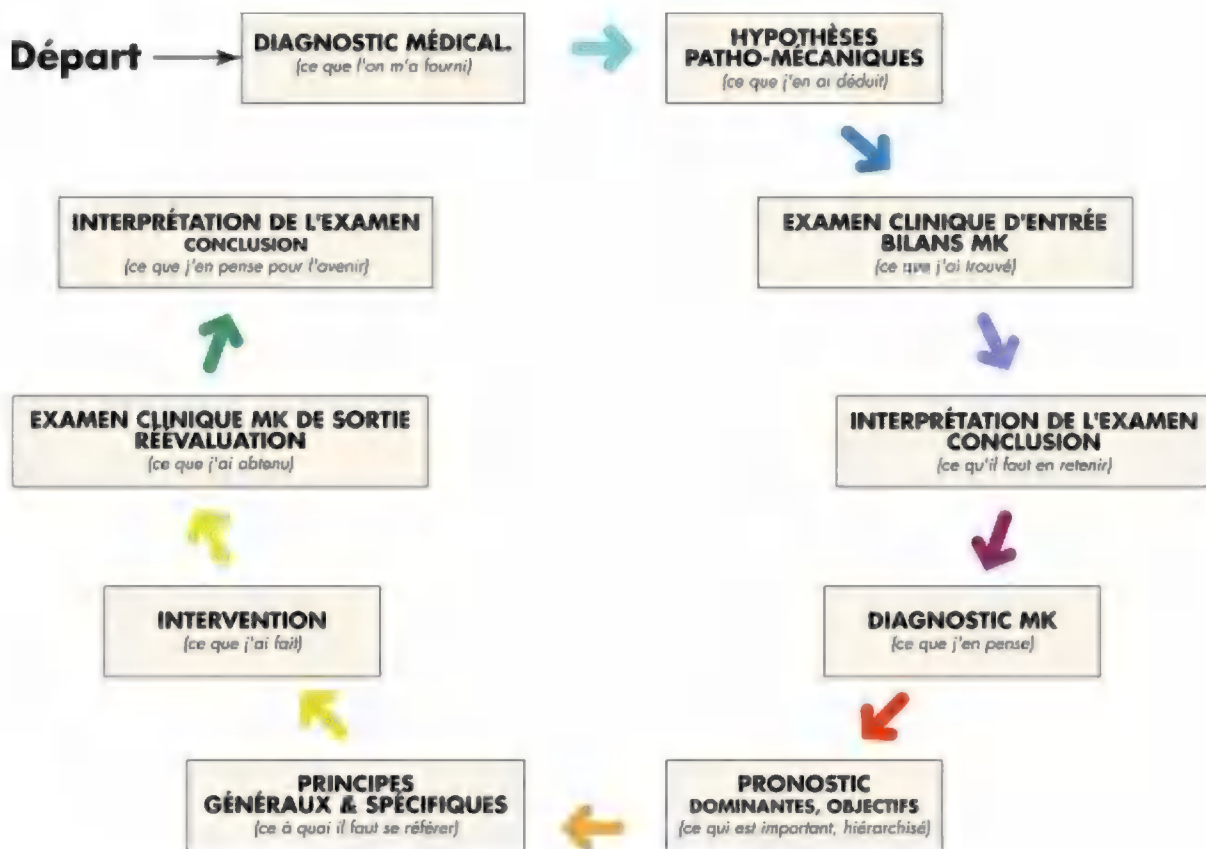 Départ
DIAGNOSTIC MÉDICAL.
(ce que l'on m'a fourni)
HYPOTHÈSES
PATHO-MÉCANIQUES
(ce que j'en ai déduit)
EXAMEN CLINIQUE D'ENTRÉE
BILANS MK
(ce que j'ai trouvé)
INTERPRÉTATION DE L'EXAMEN
CONCLUSION
(ce qu'il faut en retenir)
DIAGNOSTIC MK
(ce que j'en pense)
PRONOSTIC
DOMINANTES, OBJECTIFS
(ce qui est important, hiérarchisé)
PRINCIPES
GÉNÉRAUX & SPÉCIFIQUES
(ce à quoi il faut se référer)
INTERVENTION
(ce que j'ai fait)
EXAMEN CLINIQUE MK DE SORTIE
RÉÉVALUATION
(ce que j'ai obtenu)
INTERPRÉTATION DE L'EXAMEN
CONCLUSION
(ce que j'en pense pour l'avenir)